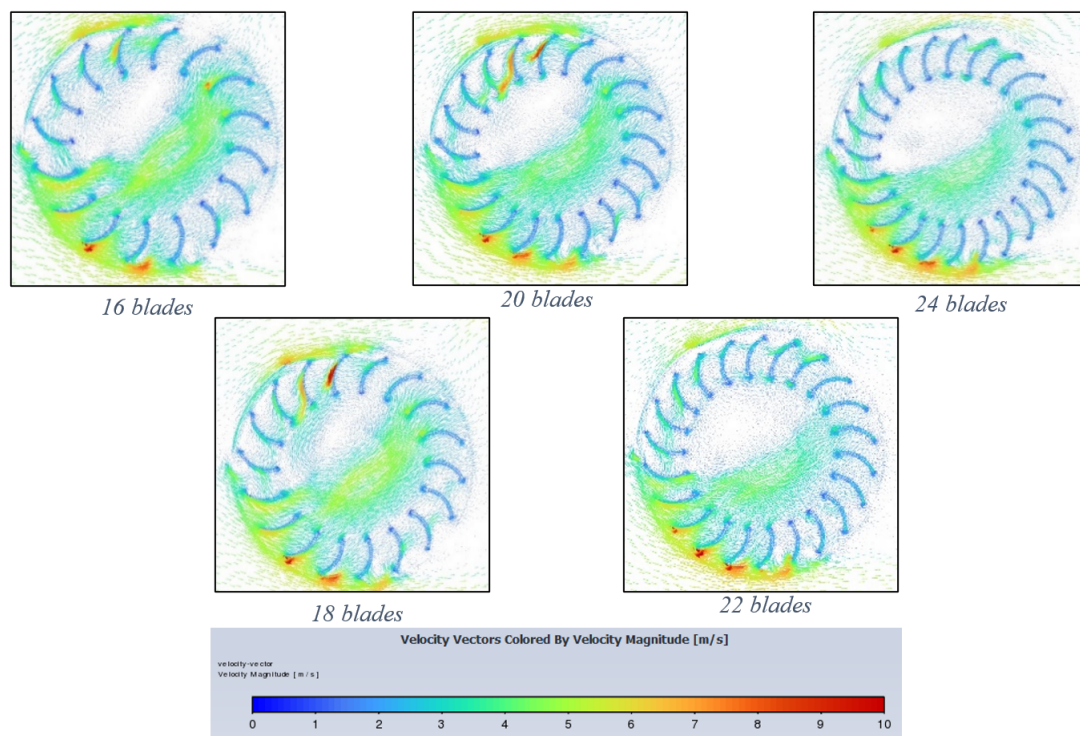 16 blades
20 blades
24 blades
18 blades
22 blades
Velocity Vectors Colored By Velocity Magnitude [m/s]
velocity-vector
Velocity Magnitude [ m / s ]
0 1 2 3 4 5 6 7 8 9 10